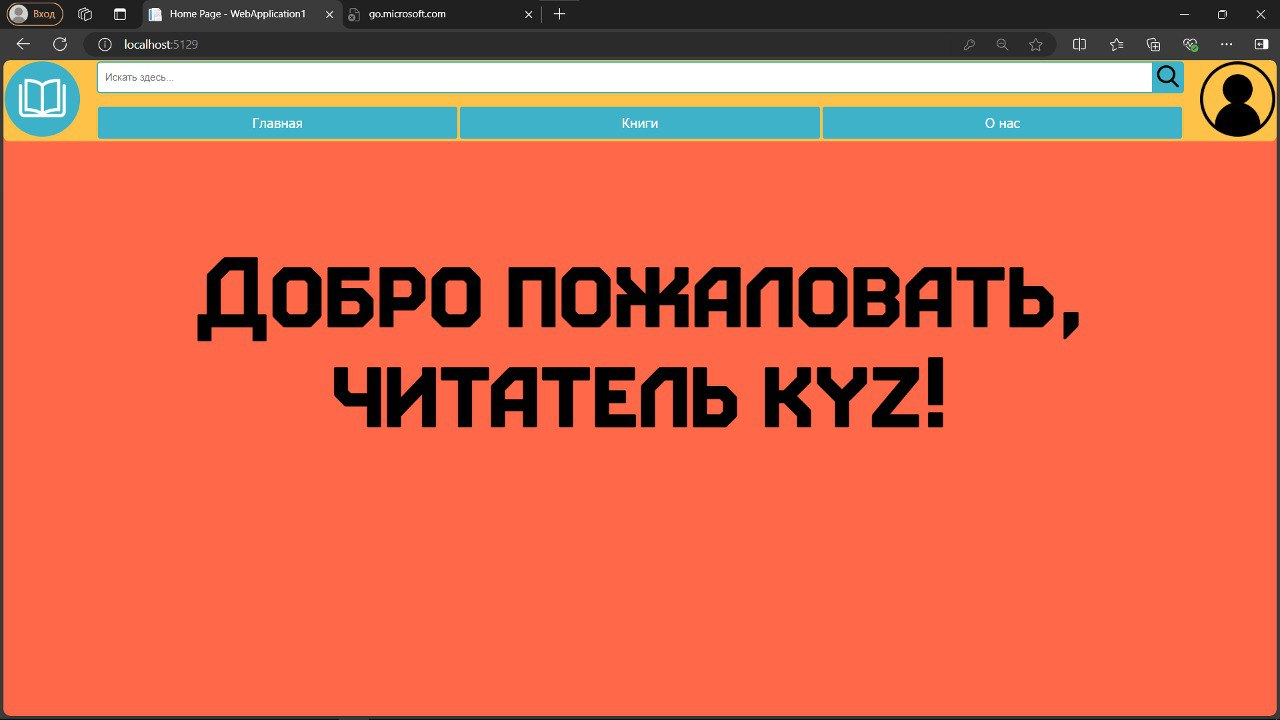 Вход
Home Page - WebApplication1
go.microsoft.com
localhost:5129
Искать здесь...
Главная
Книги
О нас
Добро пожаловать,
читатель KYZ!